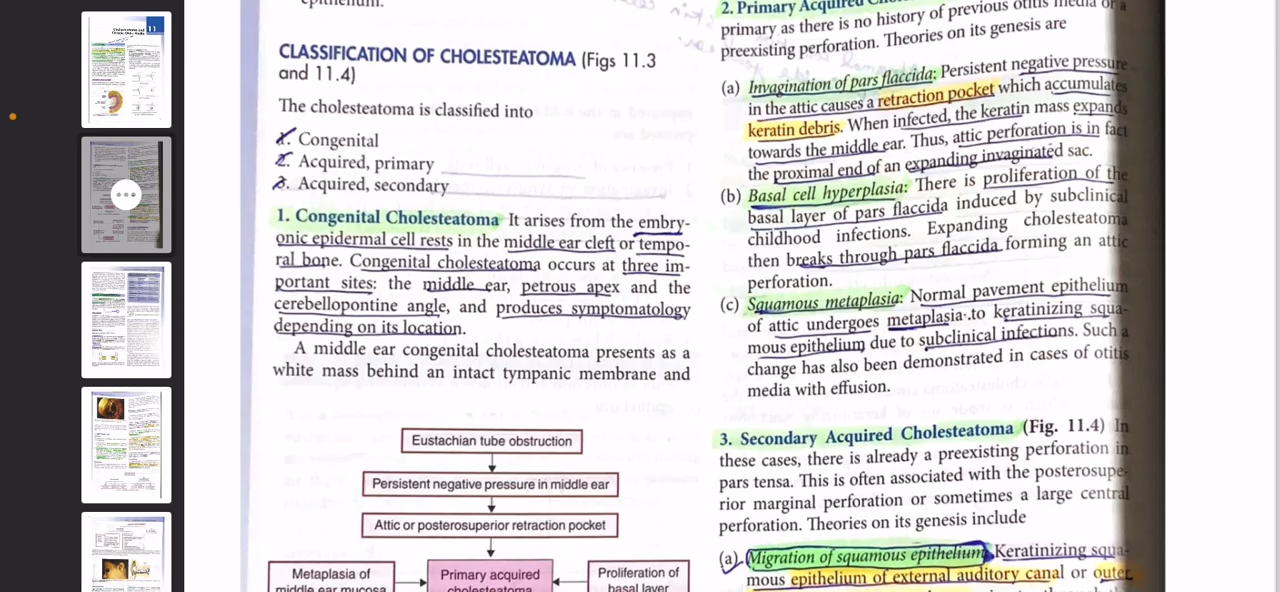 epithelium.
CLASSIFICATION OF CHOLESTEATOMA (Figs 11.3
and 11.4)
The cholesteatoma is classified into
1. Congenital
2. Acquired, primary
3. Acquired, secondary
1. Congenital Cholesteatoma It arises from the embry-
onic epidermal cell rests in the middle ear cleft or tempo-
ral bone. Congenital cholesteatoma occurs at three im-
portant sites: the middle ear, petrous apex and the
cerebellopontine angle, and produces symptomatology
depending on its location.
A middle ear congenital cholesteatoma presents as a
white mass behind an intact tympanic membrane and
Eustachian tube obstruction
Persistent negative pressure in middle ear
Attic or posterosuperior retraction pocket
Metaplasia of
middle ear mucosa
Primary acquired
cholesteatoma
Proliferation of
basal layer
2. Primary Acquired
primary as there is no history of previous otitis media or a
preexisting perforation. Theories on its genesis are
(a) Invagination of pars flaccida: Persistent negative pressure
in the attic causes a retraction pocket which accumulates
keratin debris. When infected, the keratin mass expands
towards the middle ear. Thus, attic perforation is in fact
the proximal end of an expanding invaginated sac.
(b) Basal cell hyperplasia: There is proliferation of the
basal layer of pars flaccida induced by subclinical
childhood infections. Expanding cholesteatoma
then breaks through pars flaccida forming an attic
perforation.
(c) Squamous metaplasia: Normal pavement epithelium
of attic undergoes metaplasia to keratinizing squa-
mous epithelium due to subclinical infections. Such a
change has also been demonstrated in cases of otitis
media with effusion.
3. Secondary Acquired Cholesteatoma (Fig. 11.4) In
these cases, there is already a preexisting perforation in
pars tensa. This is often associated with the posterosupe-
rior marginal perforation or sometimes a large central
perforation. Theories on its genesis include
(a) Migration of squamous epithelium: Keratinizing squa-
mous epithelium of external auditory canal or outer